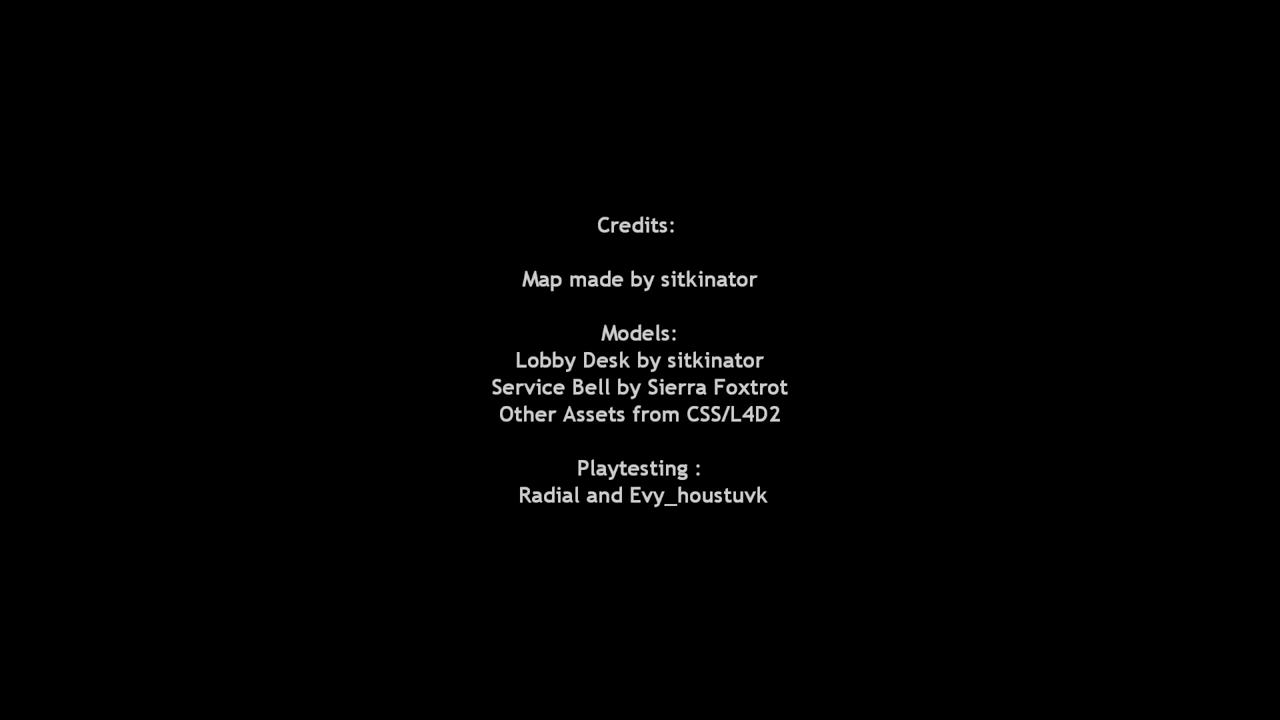 Credits:
Map made by sitkinator
Models:
Lobby Desk by sitkinator
Service Bell by Sierra Foxtrot
Other Assets from CSS/L4D2
Playtesting :
Radial and Evy_houstuvk